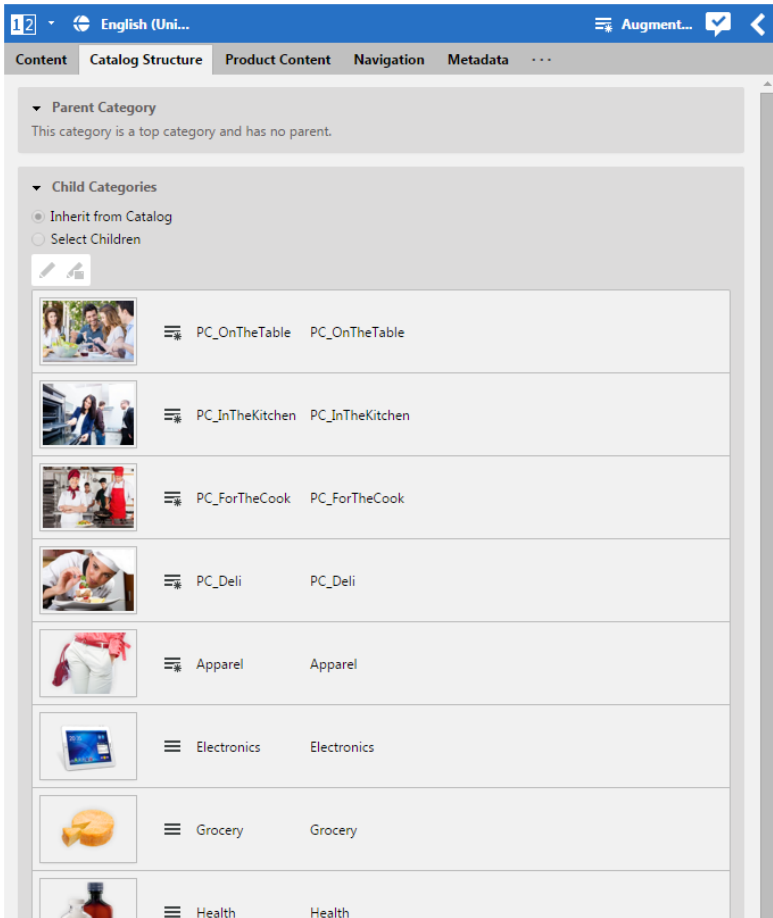 12 English (Uni... Augment...
Content Catalog Structure Product Content Navigation Metadata ...
Parent Category
This category is a top category and has no parent.
Child Categories
Inherit from Catalog
Select Children
PC_OnTheTable PC_OnTheTable
PC_InTheKitchen PC_InTheKitchen
PC_ForTheCook PC_ForTheCook
PC_Deli PC_Deli
Apparel Apparel
Electronics Electronics
Grocery Grocery
Health Health